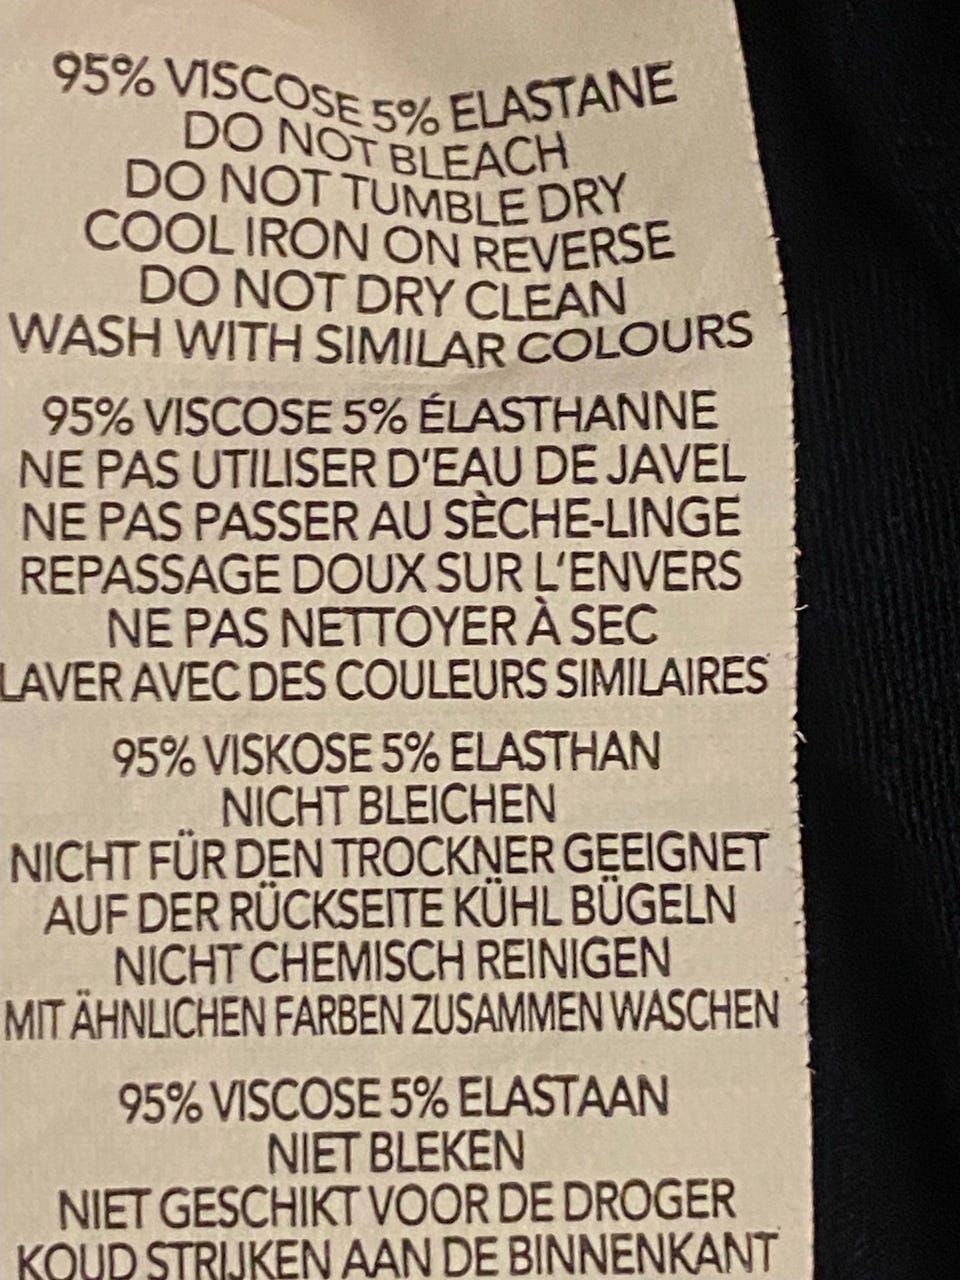 95% VISCOSE 5% ELASTANE
DO NOT BLEACH
DO NOT TUMBLE DRY
COOL IRON ON REVERSE
DO NOT DRY CLEAN
WASH WITH SIMILAR COLOURS
95% VISCOSE 5% ÉLASTHANNE
NE PAS UTILISER D'EAU DE JAVEL
NE PAS PASSER AU SÈCHE-LINGE
REPASSAGE DOUX SUR L'ENVERS
NE PAS NETTOYER À SEC
LAVER AVEC DES COULEURS SIMILAIRES
95% VISKOSE 5% ELASTHAN
NICHT BLEICHEN
NICHT FÜR DEN TROCKNER GEEIGNET
AUF DER RÜCKSEITE KÜHL BÜGELN
NICHT CHEMISCH REINIGEN
MIT ÄHNLICHEN FARBEN ZUSAMMEN WASCHEN
95% VISCOSE 5% ELASTAAN
NIET BLEKEN
NIET GESCHIKT VOOR DE DROGER
KOUD STRIJKEN AAN DE BINNENKANT